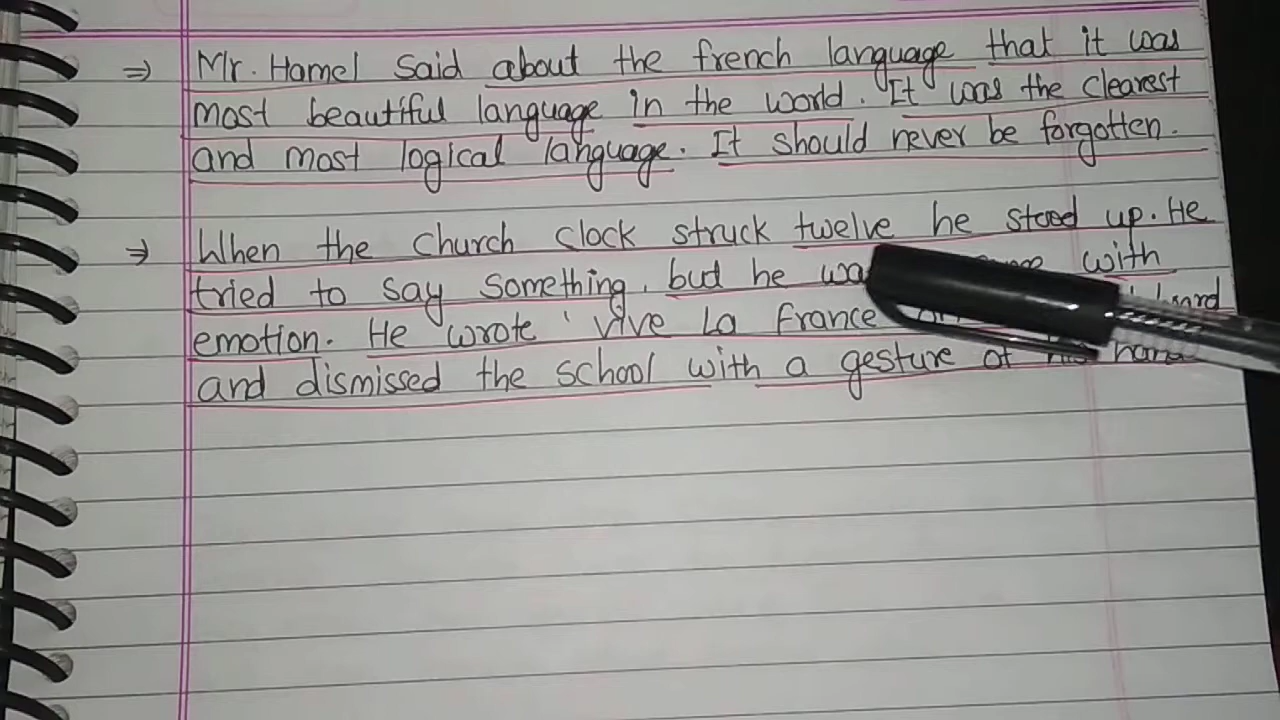 ⇒ Mr. Hamel said about the french language that it was
most beautiful language in the world. It was the clearest
and most logical language. It should never be forgotten.
⇒ When the church clock struck twelve he stood up. He
tried to say something, but he with
emotion. He wrote 'Vive La France
and dismissed the school with a gesture of